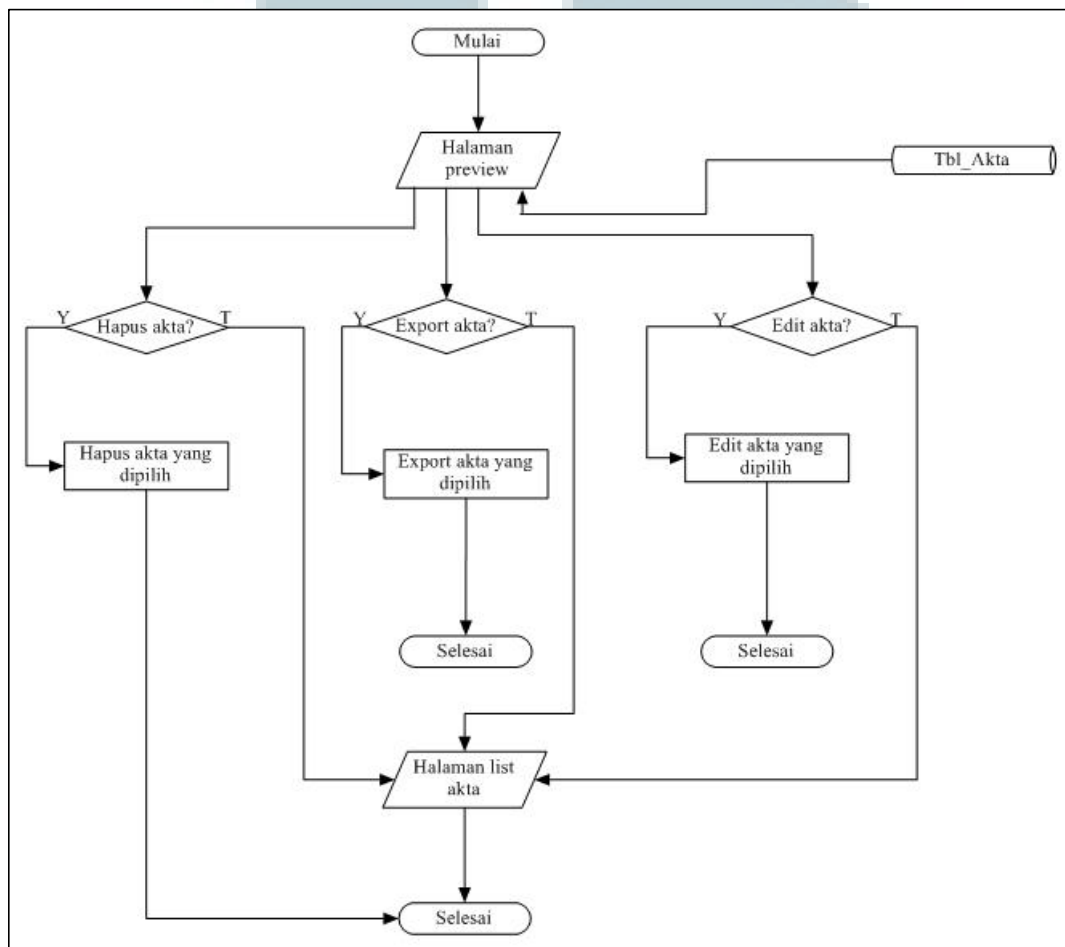 Mulai
Halaman
preview
Tbl_Akta
Y
Hapus akta?
T
Y
Export akta?
T
Y
Edit akta?
T
Hapus akta yang
dipilih
Export akta yang
dipilih
Edit akta yang
dipilih
Selesai
Selesai
Halaman list
akta
Selesai